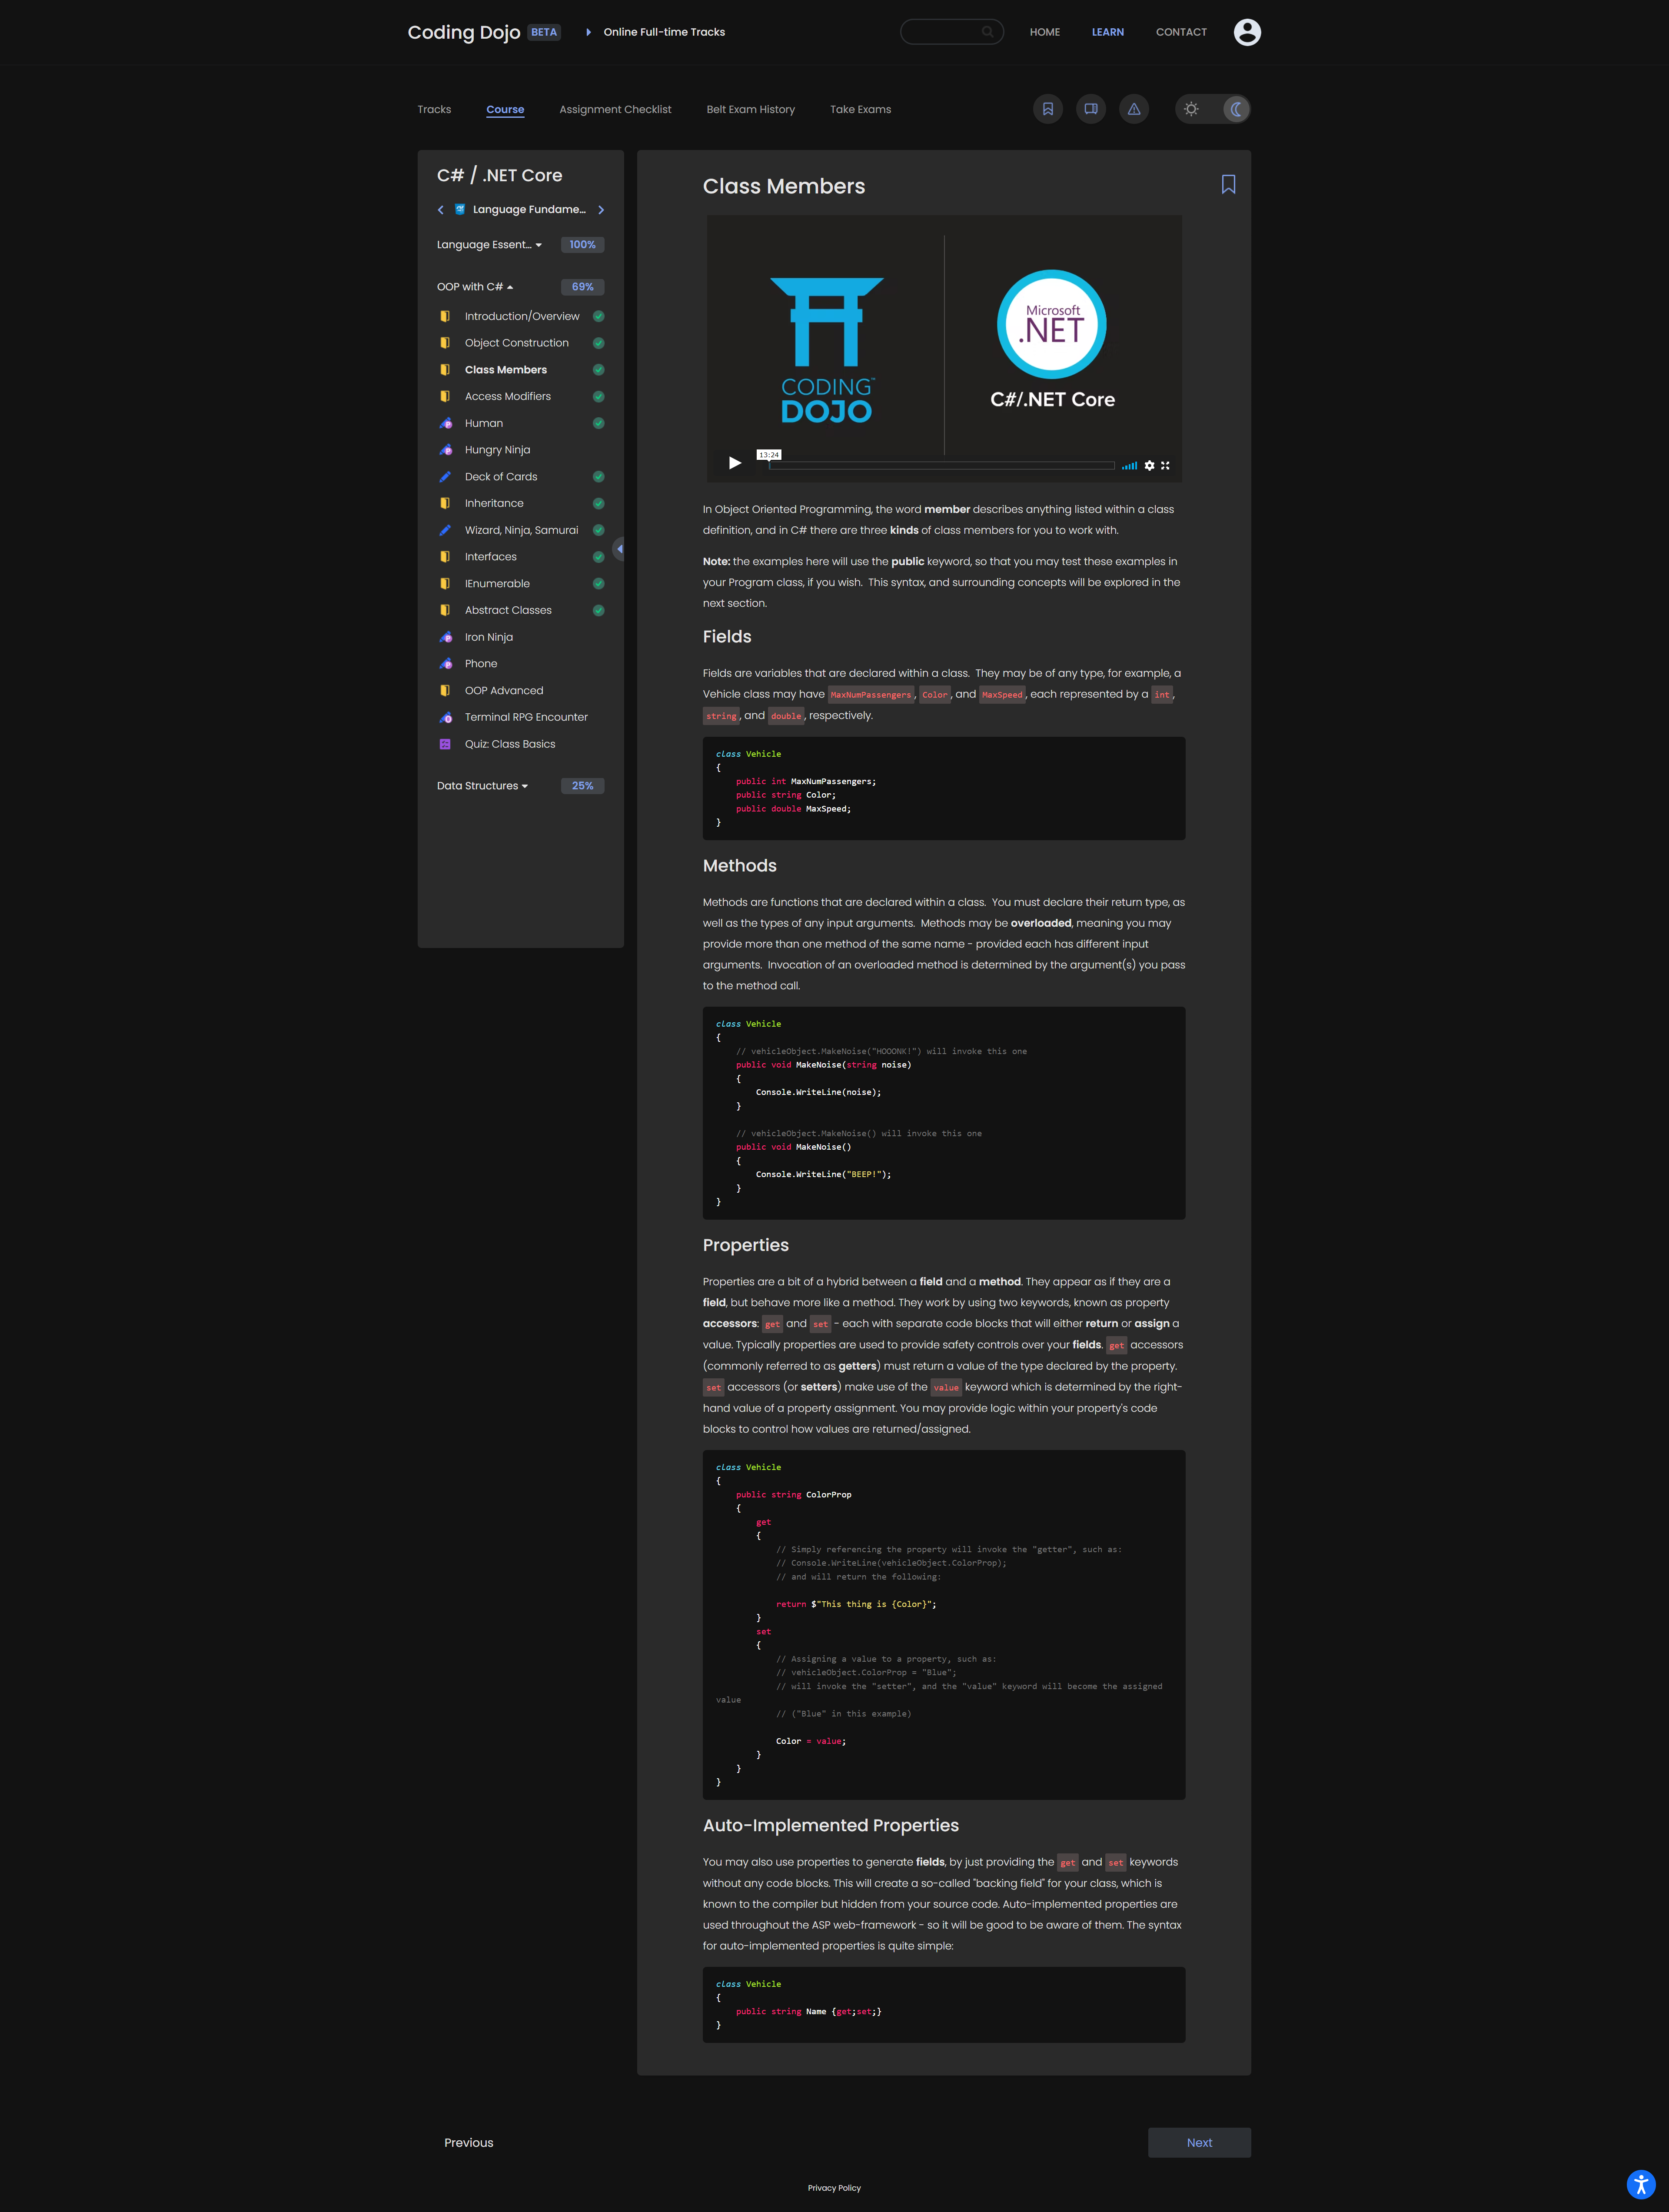 Coding Dojo BETA
Online Full-time Tracks
HOME
LEARN
CONTACT
Tracks
Course
Assignment Checklist
Belt Exam History
Take Exams
C# / .NET Core
Language Fundame...
Language Essent... 100%
OOP with C# 69%
Introduction/Overview
Object Construction
Class Members
Access Modifiers
Human
Hungry Ninja
Deck of Cards
Inheritance
Wizard, Ninja, Samurai
Interfaces
IEnumerable
Abstract Classes
Iron Ninja
Phone
OOP Advanced
Terminal RPG Encounter
Quiz: Class Basics
Data Structures 25%
Class Members
CODING™
DOJO
Microsoft
.NET
C#/.NET Core
13:24
In Object Oriented Programming, the word member describes anything listed within a class
definition, and in C# there are three kinds of class members for you to work with.
Note: the examples here will use the public keyword, so that you may test these examples in
your Program class, if you wish.  This syntax, and surrounding concepts will be explored in the
next section.
Fields
Fields are variables that are declared within a class.  They may be of any type, for example, a
Vehicle class may have MaxNumPassengers, Color, and MaxSpeed, each represented by a int,
string, and double, respectively.
class Vehicle
{
    public int MaxNumPassengers;
    public string Color;
    public double MaxSpeed;
}
Methods
Methods are functions that are declared within a class.  You must declare their return type, as
well as the types of any input arguments.  Methods may be overloaded, meaning you may
provide more than one method of the same name - provided each has different input
arguments.  Invocation of an overloaded method is determined by the argument(s) you pass
to the method call.
class Vehicle
{
    // vehicleObject.MakeNoise("HOOONK!") will invoke this one
    public void MakeNoise(string noise)
    {
        Console.WriteLine(noise);
    }
    // vehicleObject.MakeNoise() will invoke this one
    public void MakeNoise()
    {
        Console.WriteLine("BEEP!");
    }
}
Properties
Properties are a bit of a hybrid between a field and a method. They appear as if they are a
field, but behave more like a method. They work by using two keywords, known as property
accessors: get and set - each with separate code blocks that will either return or assign a
value. Typically properties are used to provide safety controls over your fields. get accessors
(commonly referred to as getters) must return a value of the type declared by the property.
set accessors (or setters) make use of the value keyword which is determined by the right-
hand value of a property assignment. You may provide logic within your property's code
blocks to control how values are returned/assigned.
class Vehicle
{
    public string ColorProp
    {
        get
        {
            // Simply referencing the property will invoke the "getter", such as:
            // Console.WriteLine(vehicleObject.ColorProp);
            // and will return the following:
            return $"This thing is {Color}";
        }
        set
        {
            // Assigning a value to a property, such as:
            // vehicleObject.ColorProp = "Blue";
            // will invoke the "setter", and the "value" keyword will become the assigned
value
            // ("Blue" in this example)
            Color = value;
        }
    }
}
Auto-Implemented Properties
You may also use properties to generate fields, by just providing the get and set keywords
without any code blocks. This will create a so-called "backing field" for your class, which is
known to the compiler but hidden from your source code. Auto-implemented properties are
used throughout the ASP web-framework - so it will be good to be aware of them. The syntax
for auto-implemented properties is quite simple:
class Vehicle
{
    public string Name {get;set;}
}
Previous
Next
Privacy Policy